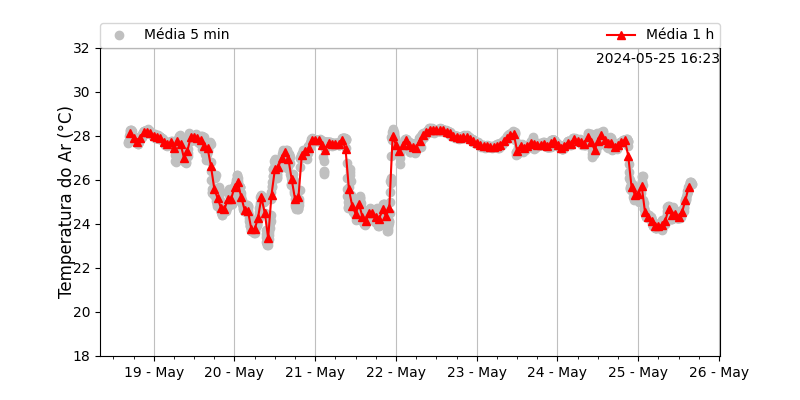 Média 5 min
Média 1 h
2024-05-25 16:23
Temperatura do Ar (°C)
32
30
28
26
24
22
20
18
19 - May
20 - May
21 - May
22 - May
23 - May
24 - May
25 - May
26 - May